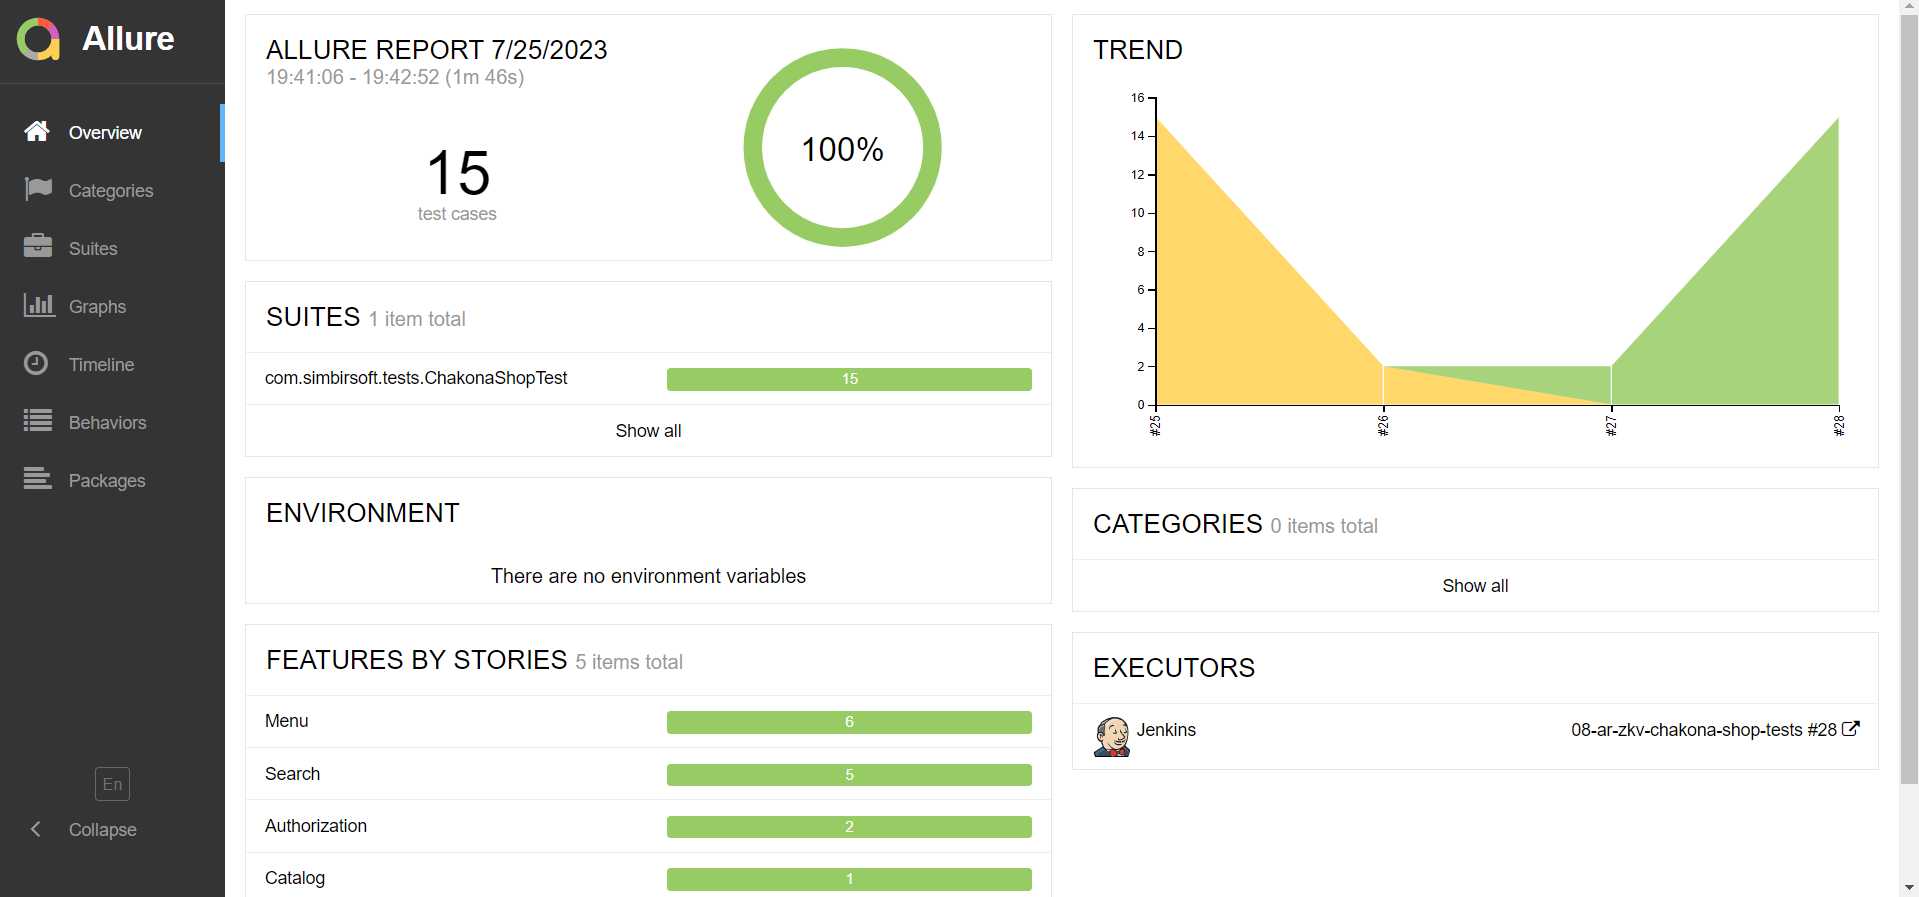 Allure
Overview
Categories
Suites
Graphs
Timeline
Behaviors
Packages
En
Collapse
ALLURE REPORT 7/25/2023
19:41:06 - 19:42:52 (1m 46s)
15
test cases
100%
SUITES 1 item total
com.simbirsoft.tests.ChakonaShopTest 15
Show all
ENVIRONMENT
There are no environment variables
FEATURES BY STORIES 5 items total
Menu 6
Search 5
Authorization 2
Catalog 1
TREND
16
14
12
10
8
6
4
2
0
#25 #26 #27 #28
CATEGORIES 0 items total
Show all
EXECUTORS
Jenkins 08-ar-zkv-chakona-shop-tests #28